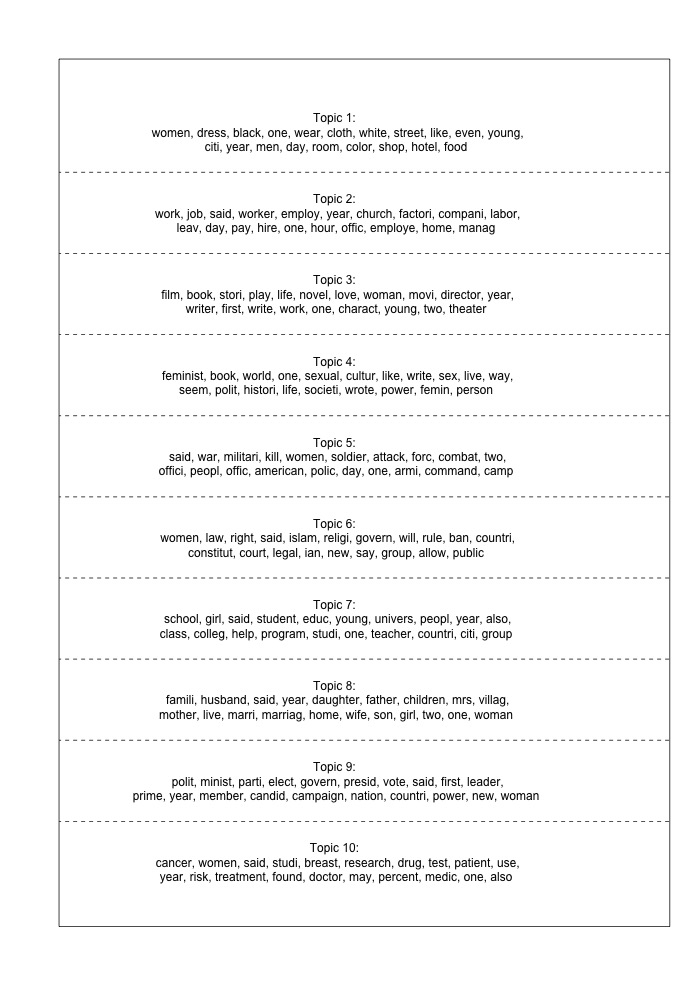 Topic 1:
women, dress, black, one, wear, cloth, white, street, like, even, young,
citi, year, men, day, room, color, shop, hotel, food
Topic 2:
work, job, said, worker, employ, year, church, factori, compani, labor,
leav, day, pay, hire, one, hour, offic, employe, home, manag
Topic 3:
film, book, stori, play, life, novel, love, woman, movi, director, year,
writer, first, write, work, one, charact, young, two, theater
Topic 4:
feminist, book, world, one, sexual, cultur, like, write, sex, live, way,
seem, polit, histori, life, societi, wrote, power, femin, person
Topic 5:
said, war, militari, kill, women, soldier, attack, forc, combat, two,
offici, peopl, offic, american, polic, day, one, armi, command, camp
Topic 6:
women, law, right, said, islam, religi, govern, will, rule, ban, countri,
constitut, court, legal, ian, new, say, group, allow, public
Topic 7:
school, girl, said, student, educ, young, univers, peopl, year, also,
class, colleg, help, program, studi, one, teacher, countri, citi, group
Topic 8:
famili, husband, said, year, daughter, father, children, mrs, villag,
mother, live, marri, marriag, home, wife, son, girl, two, one, woman
Topic 9:
polit, minist, parti, elect, govern, presid, vote, said, first, leader,
prime, year, member, candid, campaign, nation, countri, power, new, woman
Topic 10:
cancer, women, said, studi, breast, research, drug, test, patient, use,
year, risk, treatment, found, doctor, may, percent, medic, one, also